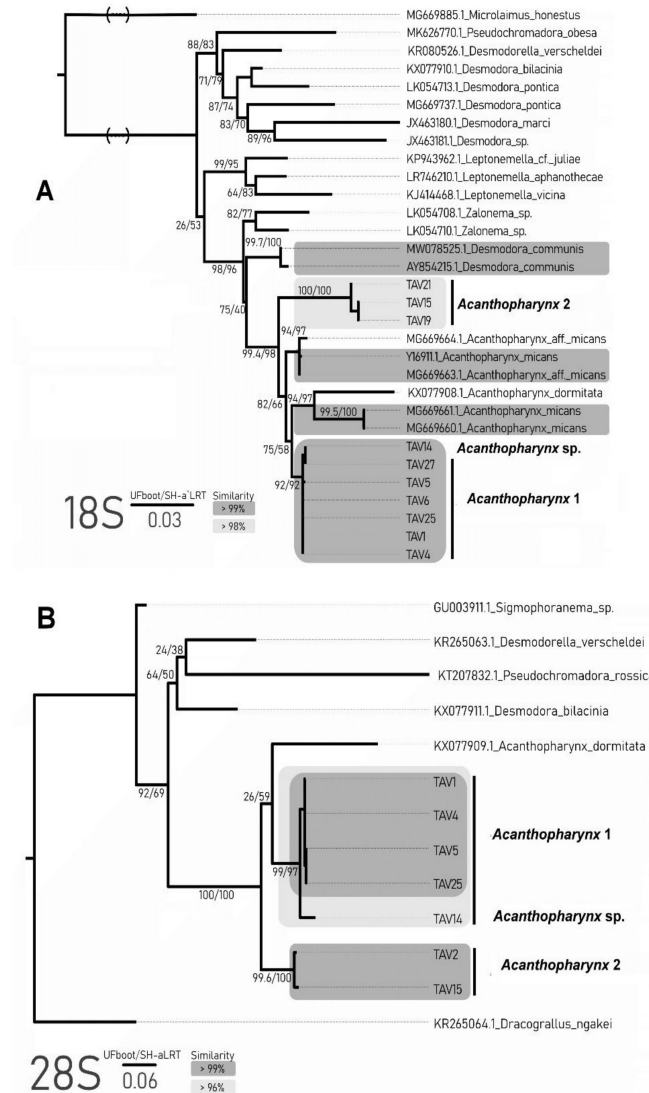 MG669885.1_Microlaimus_honestus
MK626770.1_Pseudochromadora_obesa
88/83
KR080526.1_Desmodorella_verscheldei
KX077910.1_Desmodora_bilacinia
71/79
LK054713.1_Desmodora_pontica
87/74
MG669737.1_Desmodora_pontica
83/70
JX463180.1_Desmodora_marci
89/96
JX463181.1_Desmodora_sp.
A
99/95
KP943962.1_Leptonemella_cf._juliae
LR746210.1_Leptonemella_aphanothecae
64/83
KJ414468.1_Leptonemella_vicina
26/53
82/77
LK054708.1_Zalonema_sp.
LK054710.1_Zalonema_sp.
99.7/100
MW078525.1_Desmodora_communis
98/96
AY854215.1_Desmodora_communis
100/100
TAV21
75/40
TAV15
Acanthopharynx 2
TAV19
94/97
MG669664.1_Acanthopharynx_aff_micans
99.4/98
Y16911.1_Acanthopharynx_micans
MG669663.1_Acanthopharynx_aff._micans
94/97
KX077908.1_Acanthopharynx_dormitata
82/66
99.5/100
MG669661.1_Acanthopharynx_micans
MG669660.1_Acanthopharynx_micans
75/58
TAV14
Acanthopharynx sp.
TAV27
92/92
TAV5
TAV6
Acanthopharynx 1
TAV25
TAV1
TAV4
18S
UFboot/SH-a`LRT
0.03
Similarity
> 99%
> 98%
B
GU003911.1_Sigmophoranema_sp.
24/38
KR265063.1_Desmodorella_verscheldei
64/50
KT207832.1_Pseudochromadora_rossica
KX077911.1_Desmodora_bilacinia
KX077909.1_Acanthopharynx_dormitata
92/69
26/59
TAV1
TAV4
Acanthopharynx 1
TAV5
99/97
TAV25
100/100
TAV14
Acanthopharynx sp.
TAV2
99.6/100
Acanthopharynx 2
TAV15
KR265064.1_Dracograllus_ngakei
28S
UFboot/SH-aLRT
0.06
Similarity
> 99%
> 96%